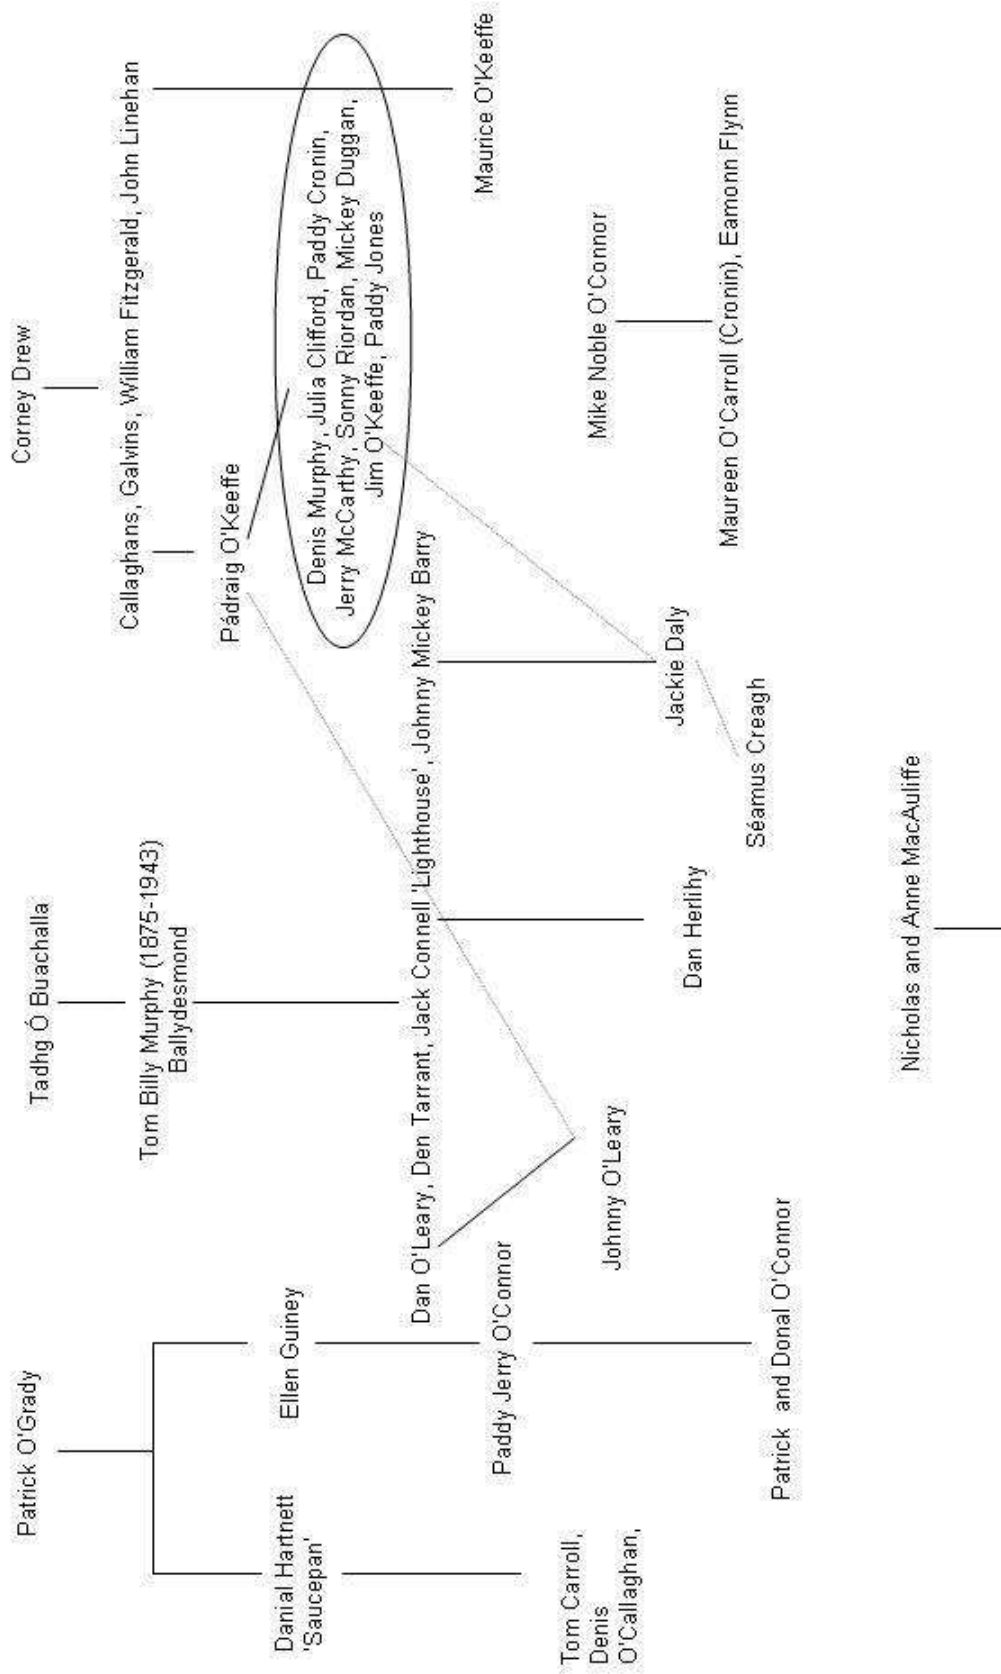 Patrick O'Grady
Tadhg Ó Buachalla
Corney Drew
Tom Billy Murphy (1875-1943)
Ballydesmond
Callaghans, Galvins, William Fitzgerald, John Linehan
Pádraig O'Keeffe
Danial Hartnett
'Saucepan'
Ellen Guiney
Denis Murphy, Julia Clifford, Paddy Cronin,
Jerry McCarthy, Sonny Riordan, Mickey Duggan,
Jim O'Keeffe, Paddy Jones
Dan O'Leary, Den Tarrant, Jack Connell 'Lighthouse', Johnny Mickey Barry
Maurice O'Keeffe
Paddy Jerry O'Connor
Tom Carroll,
Denis
O'Callaghan,
Johnny O'Leary
Mike Noble O'Connor
Dan Herlihy
Jackie Daly
Maureen O'Carroll (Cronin), Eamonn Flynn
Séamus Creagh
Patrick and Donal O'Connor
Nicholas and Anne MacAuliffe